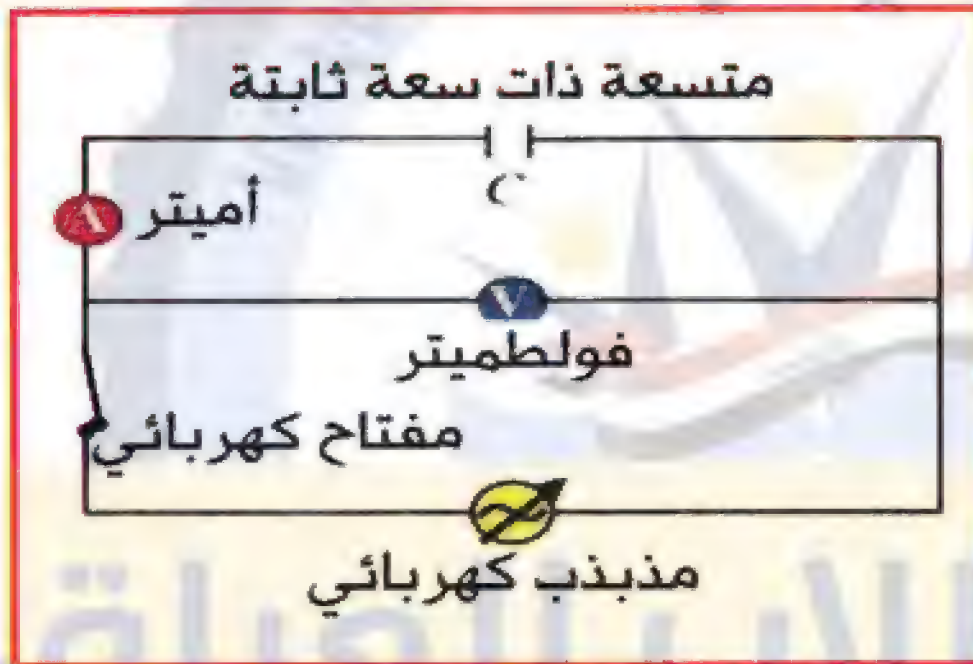 متسعة ذات سعة ثابتة
C
A أميتر
V
فولطميتر
مفتاح كهربائي
مذبذب كهربائي